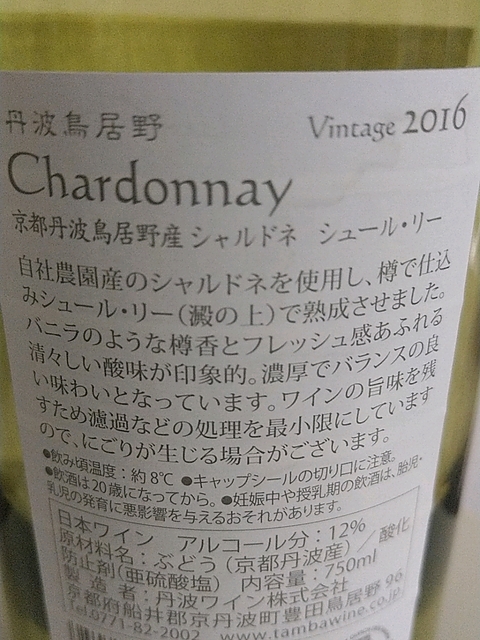 丹波鳥居野
Vintage 2016
Chardonnay
京都丹波鳥居野産 シャルドネ シュール・リー
自社農園産のシャルドネを使用し、樽で仕込
みシュール・リー(澱の上)で熟成させました。
バニラのような樽香とフレッシュ感あふれる
清々しい酸味が印象的。濃厚でバランスの良
い味わいとなっています。ワインの旨味を残
すため濾過などの処理を最小限にしています
ので、にごりが生じる場合がございます。
●飲み頃温度:約8℃ ●キャップシールの切り口に注意。
●飲酒は20歳になってから。●妊娠中や授乳期の飲酒は、胎児・
乳児の発育に悪影響を与えるおそれがあります。
日本ワイン アルコール分:12%
原材料名:ぶどう(京都丹波産)/酸化
防止剤(亜硫酸塩) 内容量:750ml
製造者:丹波ワイン株式会社
京都府船井郡京丹波町豊田鳥居野96
Tel.0771-82-2002 www.tambawine.co.jp